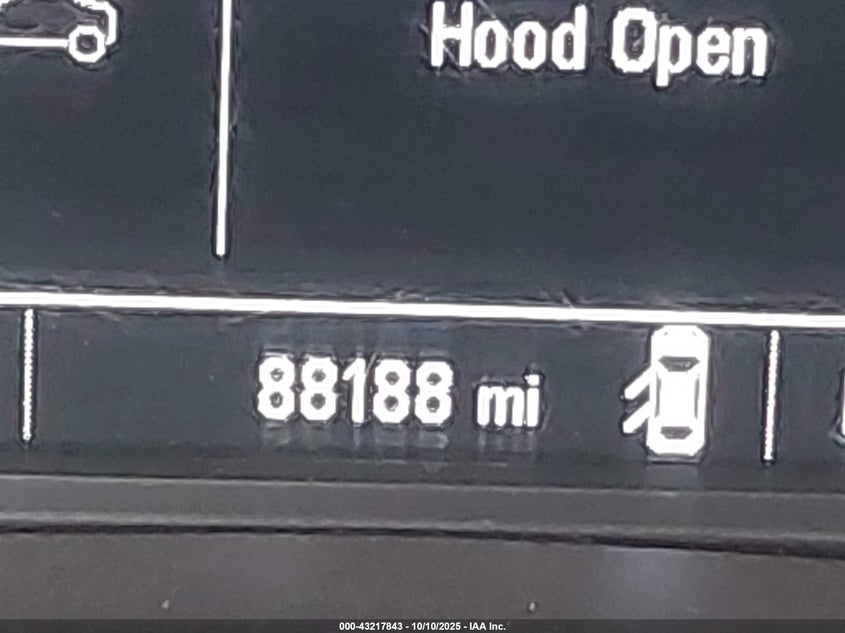 Hood Open
88188 mi
000-43217843 - 10/10/2025 - IAA Inc.